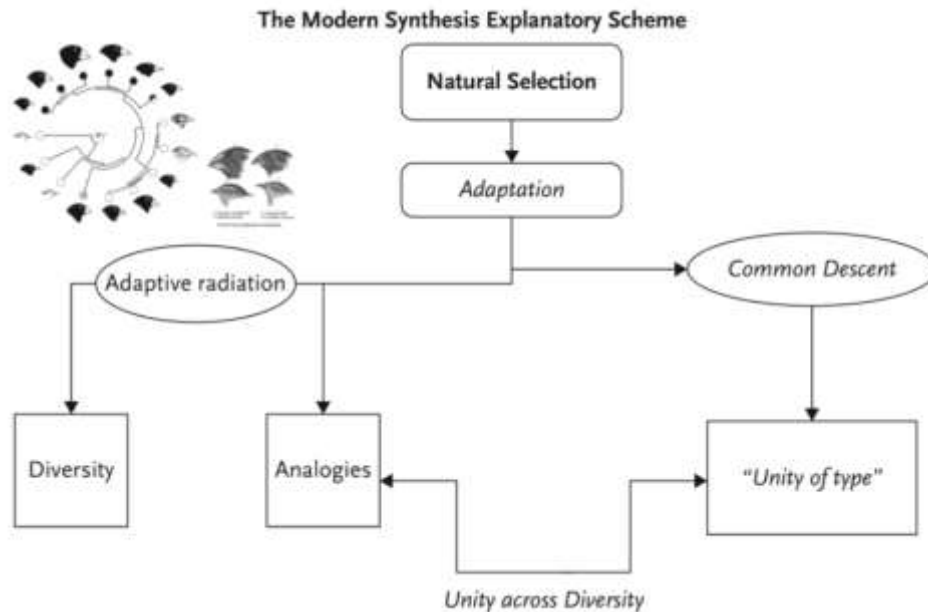 The Modern Synthesis Explanatory Scheme
Natural Selection
Adaptation
Adaptive radiation
Common Descent
Diversity
Analogies
“Unity of type”
Unity across Diversity